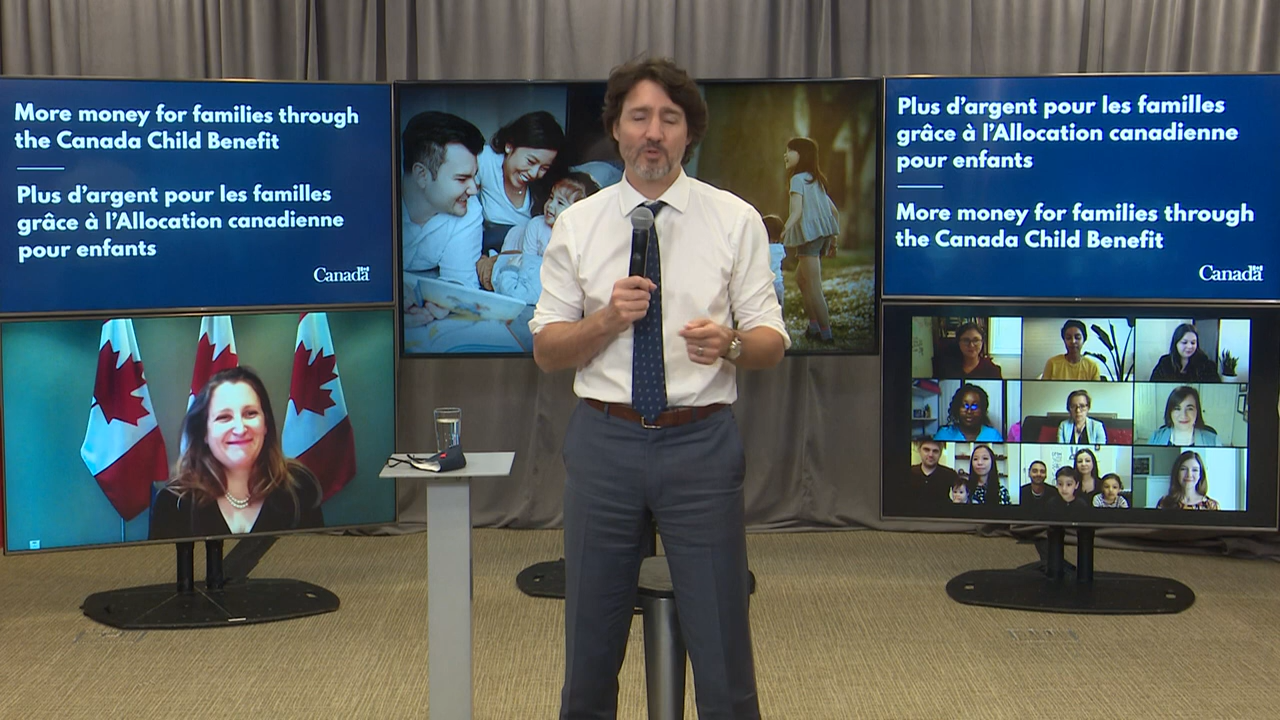 More money for families through
the Canada Child Benefit
Plus d'argent pour les familles
grâce à l'Allocation canadienne
pour enfants
Canada
Plus d'argent pour les familles
grâce à l'Allocation canadienne
pour enfants
More money for families through
the Canada Child Benefit
Canada